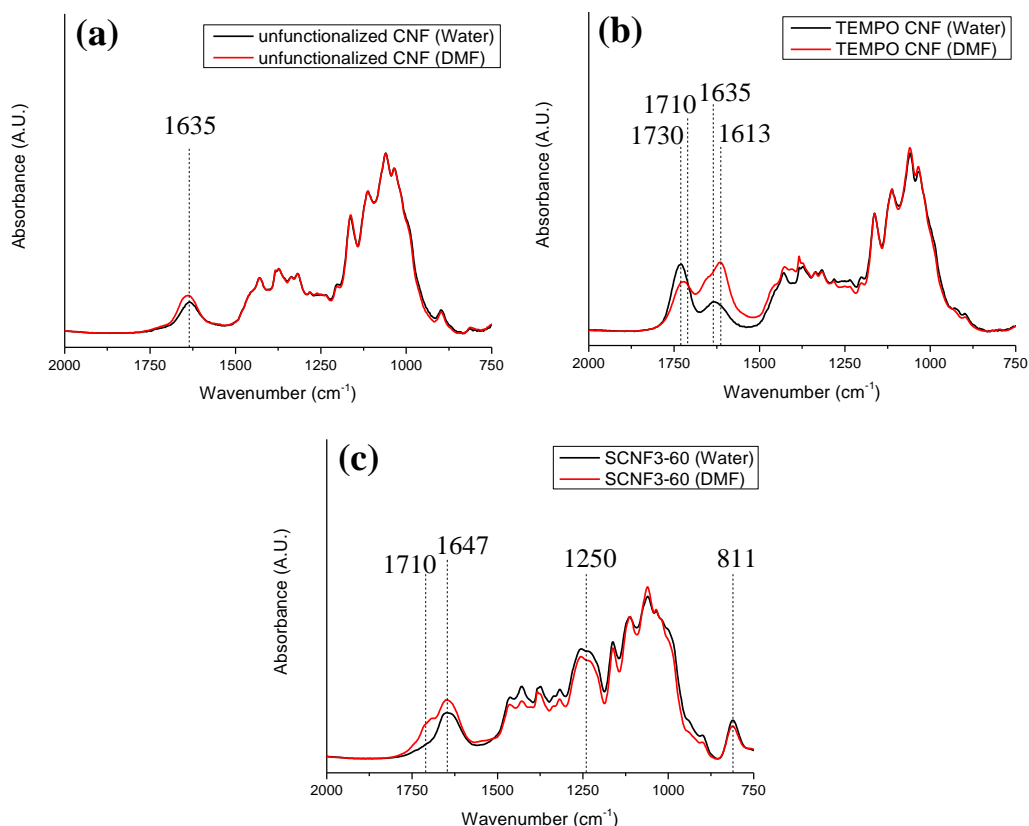 (a)
unfunctionalized CNF (Water)
unfunctionalized CNF (DMF)
1635
Absorbance (A.U.)
2000 1750 1500 1250 1000 750
Wavenumber (cm⁻¹)
(b)
TEMPO CNF (Water)
TEMPO CNF (DMF)
1710 1635
1730 1613
Absorbance (A.U.)
2000 1750 1500 1250 1000 750
Wavenumber (cm⁻¹)
(c)
SCNF3-60 (Water)
SCNF3-60 (DMF)
1710 1647 1250 811
Absorbance (A.U.)
2000 1750 1500 1250 1000 750
Wavenumber (cm⁻¹)